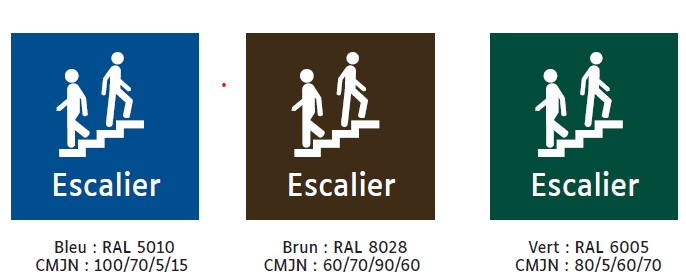 Escalier
Escalier
Escalier
Bleu : RAL 5010
CMJN : 100/70/5/15
Brun : RAL 8028
CMJN : 60/70/90/60
Vert : RAL 6005
CMJN : 80/5/60/70